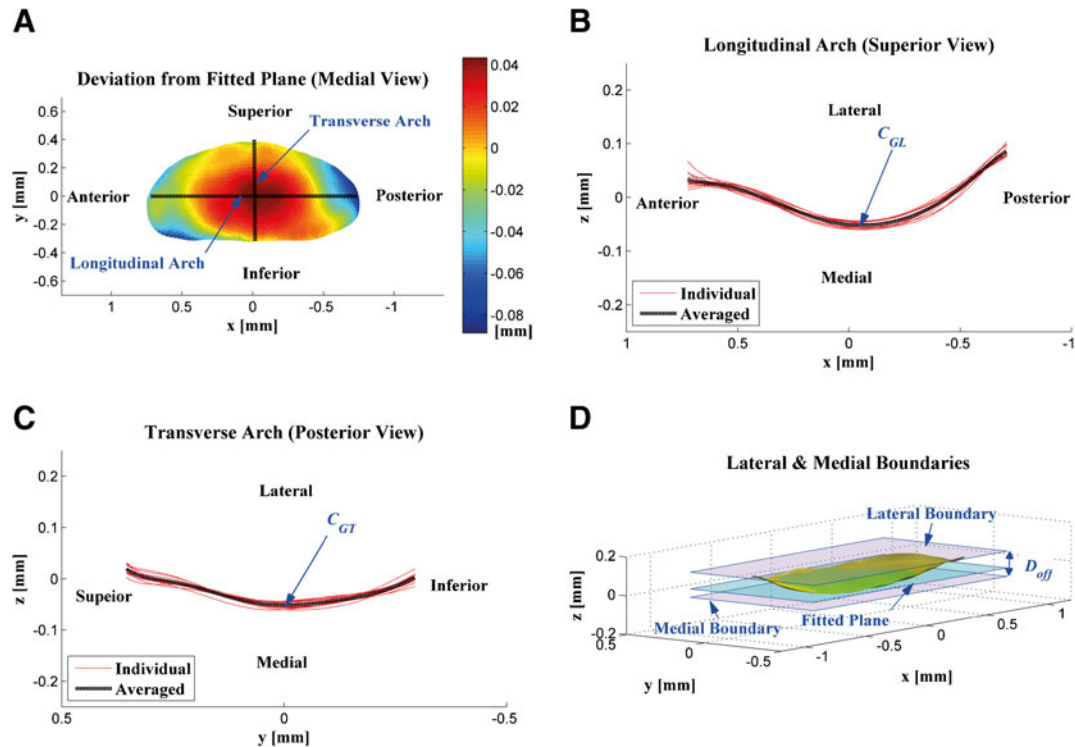 A
Deviation from Fitted Plane (Medial View)
0.6
0.4
0.2
0
-0.2
-0.4
-0.6
y [mm]
1
0.5
0
-0.5
-1
x [mm]
Superior
Transverse Arch
Anterior
Posterior
Longitudinal Arch
Inferior
0.04
0.02
0
-0.02
-0.04
-0.06
-0.08
[mm]
B
Longitudinal Arch (Superior View)
0.2
0.1
0
-0.1
-0.2
z [mm]
Lateral
C_GL
Anterior
Posterior
Medial
Individual
Averaged
1
0.5
0
-0.5
-1
x [mm]
C
Transverse Arch (Posterior View)
0.2
0.1
0
-0.1
-0.2
z [mm]
Lateral
C_GT
Supeior
Inferior
Medial
Individual
Averaged
0.5
0
-0.5
y [mm]
D
Lateral & Medial Boundaries
Lateral Boundary
D_off
0.2
0
-0.2
z [mm]
Medial Boundary
Fitted Plane
0.5
0
-0.5
y [mm]
-1
-0.5
0
0.5
1
x [mm]